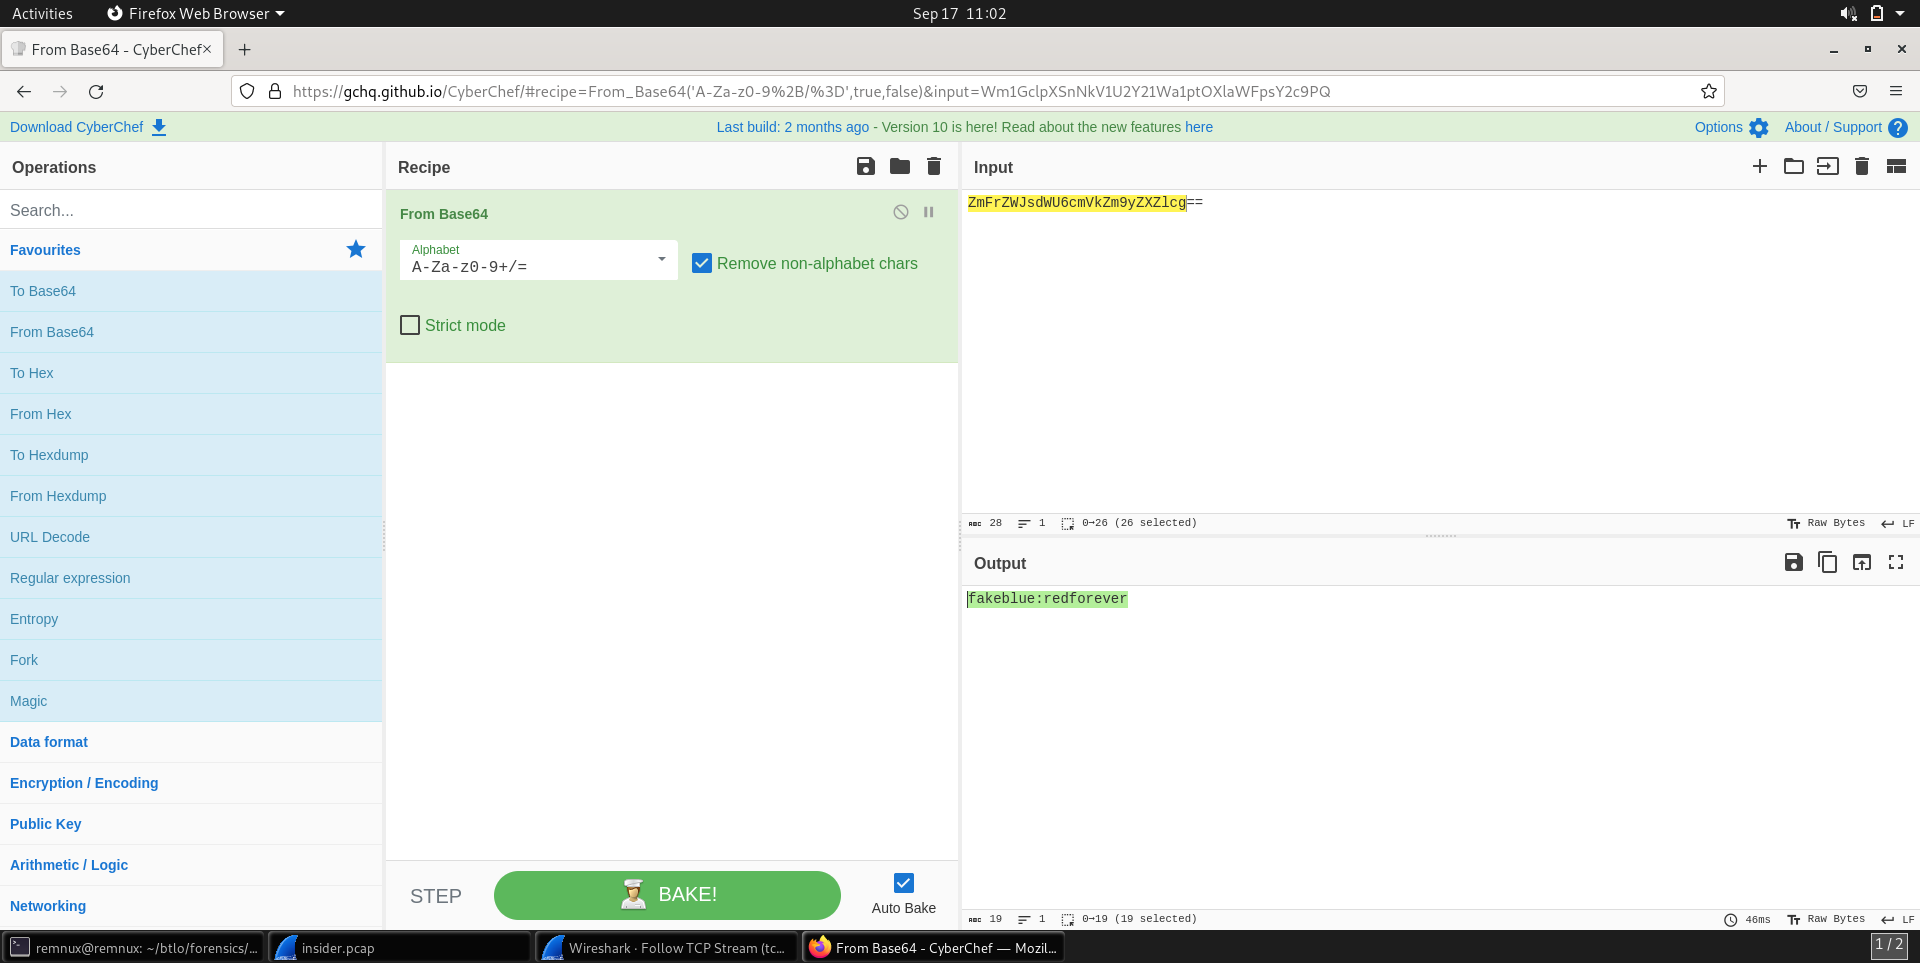 Activities
Firefox Web Browser
Sep 17 11:02
From Base64 - CyberChef
https://gchq.github.io/CyberChef/#recipe=From_Base64('A-Za-z0-9%2B/%3D',true,false)&input=Wm1GclpXSnNkV1U2Y21Wa1ptOXlaWFpsY2c9PQ
Download CyberChef
Last build: 2 months ago - Version 10 is here! Read about the new features here
Options
About / Support
Operations
Search...
Favourites
To Base64
From Base64
To Hex
From Hex
To Hexdump
From Hexdump
URL Decode
Regular expression
Entropy
Fork
Magic
Data format
Encryption / Encoding
Public Key
Arithmetic / Logic
Networking
Recipe
From Base64
Alphabet
A-Za-z0-9+/=
Remove non-alphabet chars
Strict mode
STEP
BAKE!
Auto Bake
Input
ZmFrZWJsdWU6cmVkZm9yZXZlcg==
ABC 28 1 0→26 (26 selected)
Raw Bytes LF
Output
fakeblue:redforever
ABC 19 1 0→19 (19 selected)
46ms Raw Bytes LF
remnux@remnux: ~/btlo/forensics/...
insider.pcap
Wireshark · Follow TCP Stream (tc...
From Base64 - CyberChef — Mozil...
1 / 2